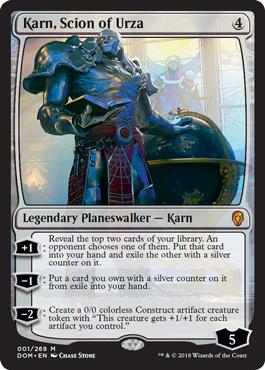 Karn, Scion of Urza 4
Legendary Planeswalker — Karn
+1: Reveal the top two cards of your library. An
opponent chooses one of them. Put that card
into your hand and exile the other with a silver
counter on it.
−1: Put a card you own with a silver counter on it
from exile into your hand.
−2: Create a 0/0 colorless Construct artifact creature
token with "This creature gets +1/+1 for each
artifact you control."
5
001/269 M
DOM • EN CHASE STONE
™ & © 2018 Wizards of the Coast